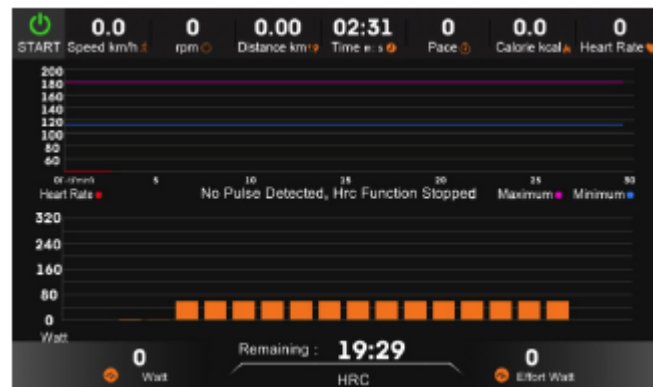 0.0 0 0.00 02:31 0 0.0 0
START Speed km/h rpm Distance km Time m:s Pace Calorie kcal Heart Rate
200
180
160
140
120
100
80
60
0(min) 5 10 15 20 25 30
Heart Rate No Pulse Detected, Hrc Function Stopped Maximum Minimum
320
240
160
80
0
Watt
Remaining : 19:29
0 0
Watt HRC Effort Watt